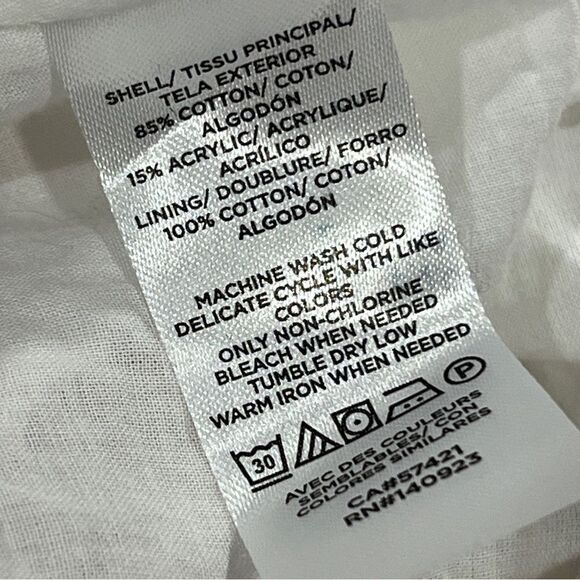 SHELL/ TISSU PRINCIPAL/
TELA EXTERIOR
85% COTTON/ COTON/
ALGODÓN
15% ACRYLIC/ ACRYLIQUE/
ACRÍLICO
LINING/ DOUBLURE/ FORRO
100% COTTON/ COTON/
ALGODÓN
MACHINE WASH COLD
DELICATE CYCLE WITH LIKE
COLORS
ONLY NON-CHLORINE
BLEACH WHEN NEEDED
TUMBLE DRY LOW
WARM IRON WHEN NEEDED
30 P
AVEC DES COULEURS
SEMBLABLES/ CON
COLORES SIMILARES
CA#57421
RN#140923